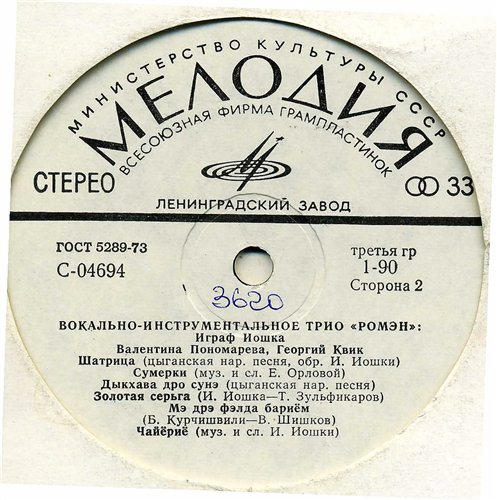 МИНИСТЕРСТВО КУЛЬТУРЫ СССР
МЕЛОДИЯ
ВСЕСОЮЗНАЯ ФИРМА ГРАМПЛАСТИНОК
СТЕРЕО
33
ЛЕНИНГРАДСКИЙ ЗАВОД
ГОСТ 5289-73
третья гр
С-04694
1-90
Сторона 2
3620
ВОКАЛЬНО-ИНСТРУМЕНТАЛЬНОЕ ТРИО «РОМЭН»:
Играф Иошка
Валентина Пономарева, Георгий Квик
Шатрица (цыганская нар. песня, обр. И. Иошки)
Сумерки (муз. и сл. Е. Орловой)
Дыкхава дро сунэ (цыганская нар. песня)
Золотая серьга (И. Иошка—Т. Зульфикаров)
Мэ дрэ фэлда бариём
(Б. Курчишвили—В. Шишков)
Чайёриё (муз. и сл. И. Иошки)